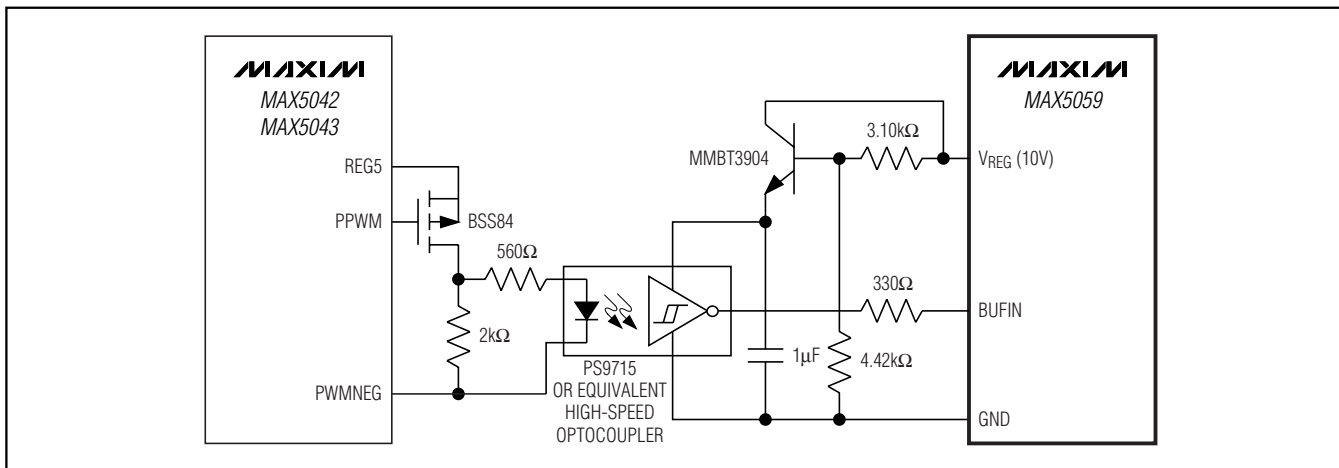 MAXIM
MAX5042
MAX5043
REG5
PPWM
BSS84
560Ω
2kΩ
PWMNEG
PS9715
OR EQUIVALENT
HIGH-SPEED
OPTOCOUPLER
MMBT3904
3.10kΩ
330Ω
1µF
4.42kΩ
MAXIM
MAX5059
VREG (10V)
BUFIN
GND